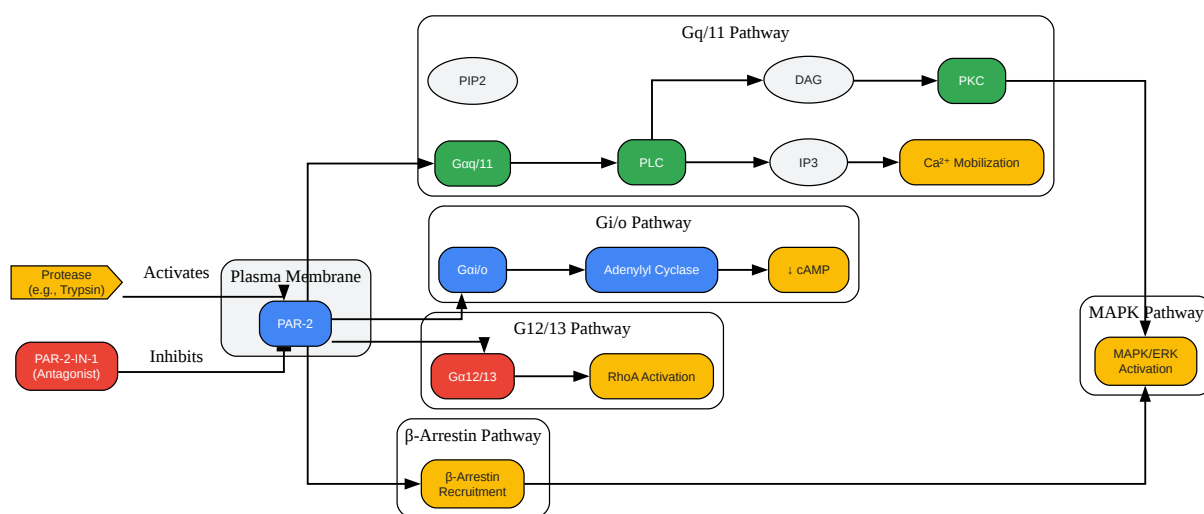 Gq/11 Pathway
PIP2
DAG
PKC
Gαq/11
PLC
IP3
Ca²⁺ Mobilization
Gi/o Pathway
Gαi/o
Adenylyl Cyclase
↓ cAMP
Protease
(e.g., Trypsin)
Activates
Plasma Membrane
PAR-2
PAR-2-IN-1
(Antagonist)
Inhibits
G12/13 Pathway
Gα12/13
RhoA Activation
MAPK Pathway
MAPK/ERK
Activation
β-Arrestin Pathway
β-Arrestin
Recruitment